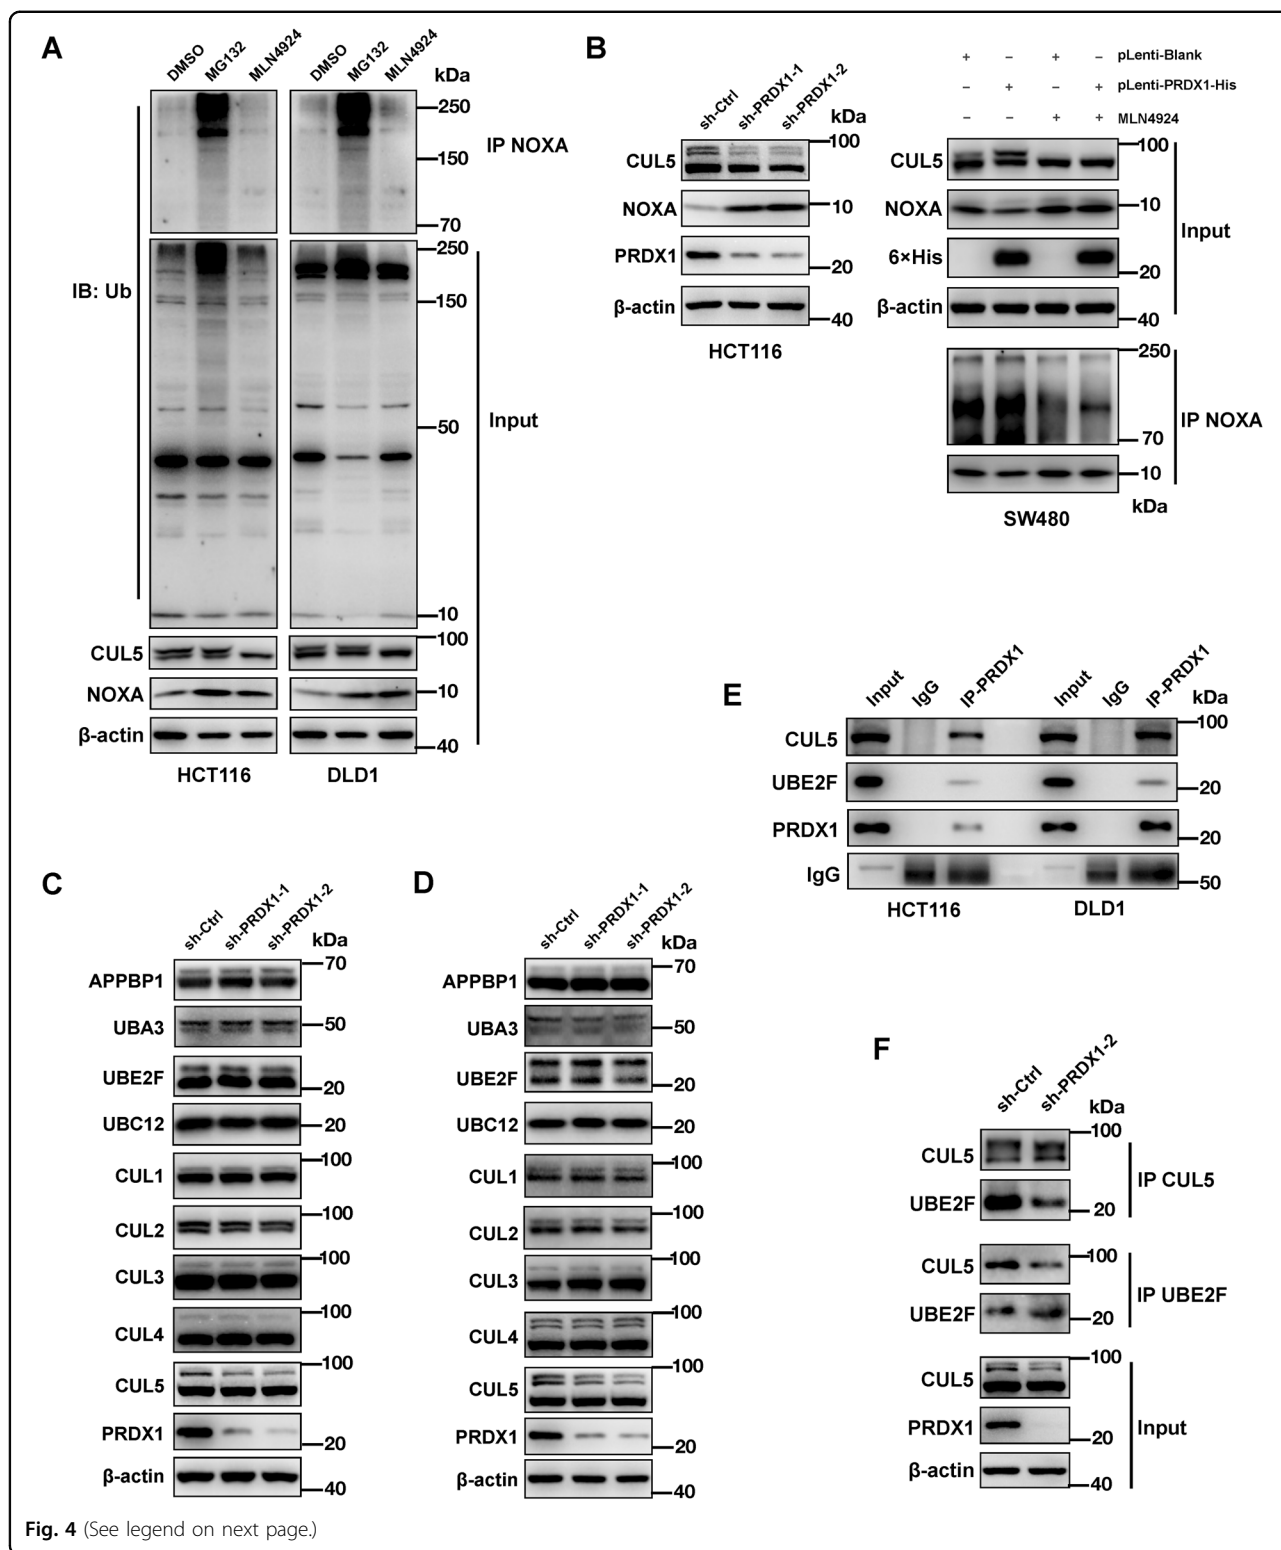 A
DMSO
MG132
MLN4924
DMSO
MG132
MLN4924
kDa
250
IP NOXA
150
70
250
IB: Ub
150
50
Input
10
100
CUL5
NOXA
10
β-actin
40
HCT116
DLD1
B
sh-Ctrl
sh-PRDX1-1
sh-PRDX1-2
kDa
100
CUL5
NOXA
10
PRDX1
20
β-actin
40
HCT116
+ − + − pLenti-Blank
− + − + pLenti-PRDX1-His
− − + + MLN4924
100
CUL5
NOXA
10
Input
6×His
20
β-actin
40
250
IP NOXA
70
10
kDa
SW480
E
Input
IgG
IP-PRDX1
Input
IgG
IP-PRDX1
kDa
100
CUL5
UBE2F
20
PRDX1
20
IgG
50
HCT116
DLD1
C
sh-Ctrl
sh-PRDX1-1
sh-PRDX1-2
kDa
70
APPBP1
UBA3
50
UBE2F
20
UBC12
20
100
CUL1
100
CUL2
100
CUL3
100
CUL4
100
CUL5
PRDX1
20
β-actin
40
D
sh-Ctrl
sh-PRDX1-1
sh-PRDX1-2
kDa
70
APPBP1
UBA3
50
UBE2F
20
UBC12
20
100
CUL1
100
CUL2
100
CUL3
100
CUL4
100
CUL5
PRDX1
20
β-actin
40
F
sh-Ctrl
sh-PRDX1-2
kDa
100
CUL5
IP CUL5
UBE2F
20
100
CUL5
IP UBE2F
UBE2F
20
100
CUL5
PRDX1
20
Input
β-actin
40
Fig. 4 (See legend on next page.)